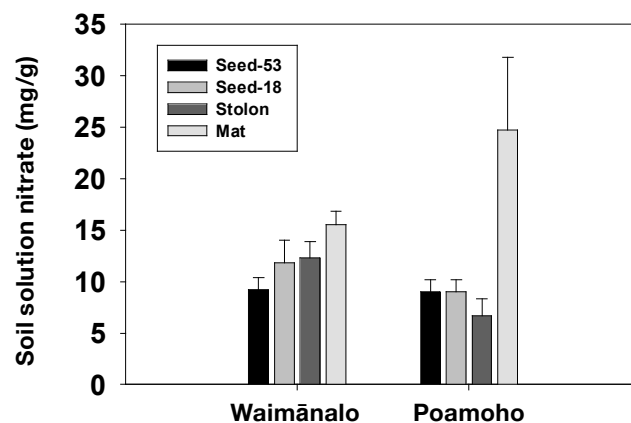 Soil solution nitrate (mg/g)
35
30
25
20
15
10
5
0
Seed-53
Seed-18
Stolon
Mat
Waimānalo
Poamoho